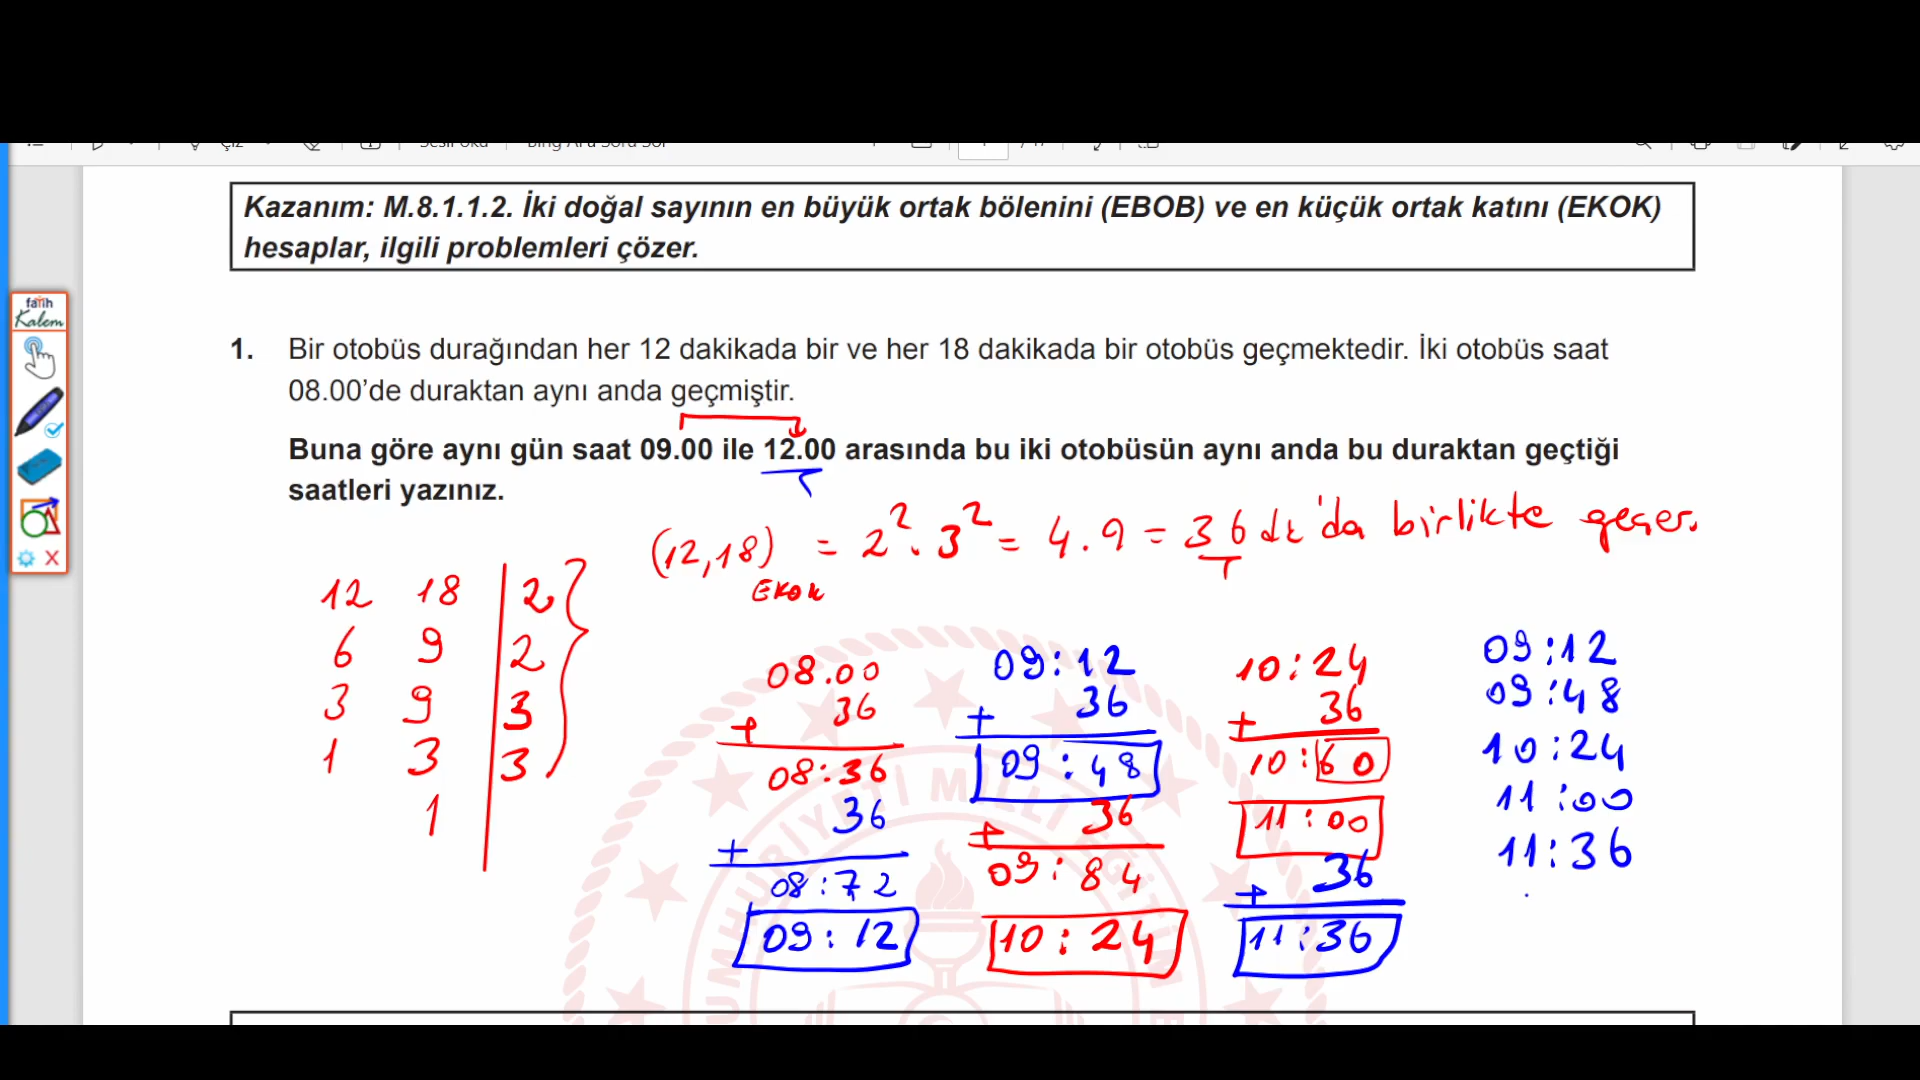 Çiz
Kazanım: M.8.1.1.2. İki doğal sayının en büyük ortak bölenini (EBOB) ve en küçük ortak katını (EKOK)
hesaplar, ilgili problemleri çözer.
fatih
Kalem
1. Bir otobüs durağından her 12 dakikada bir ve her 18 dakikada bir otobüs geçmektedir. İki otobüs saat
08.00’de duraktan aynı anda geçmiştir.
Buna göre aynı gün saat 09.00 ile 12.00 arasında bu iki otobüsün aynı anda bu duraktan geçtiği
saatleri yazınız.
(12,18) = 2² . 3² = 4 . 9 = 36 dk'da birlikte geçer.
EKOK
12 18 | 2
6 9 | 2
3 9 | 3
1 3 | 3
1
08.00
+ 36
08:36
+ 36
08:72
09:12
09:12
+ 36
09:48
+ 36
09:84
10:24
10:24
+ 36
10:60
11:00
+ 36
11:36
09:12
09:48
10:24
11:00
11:36